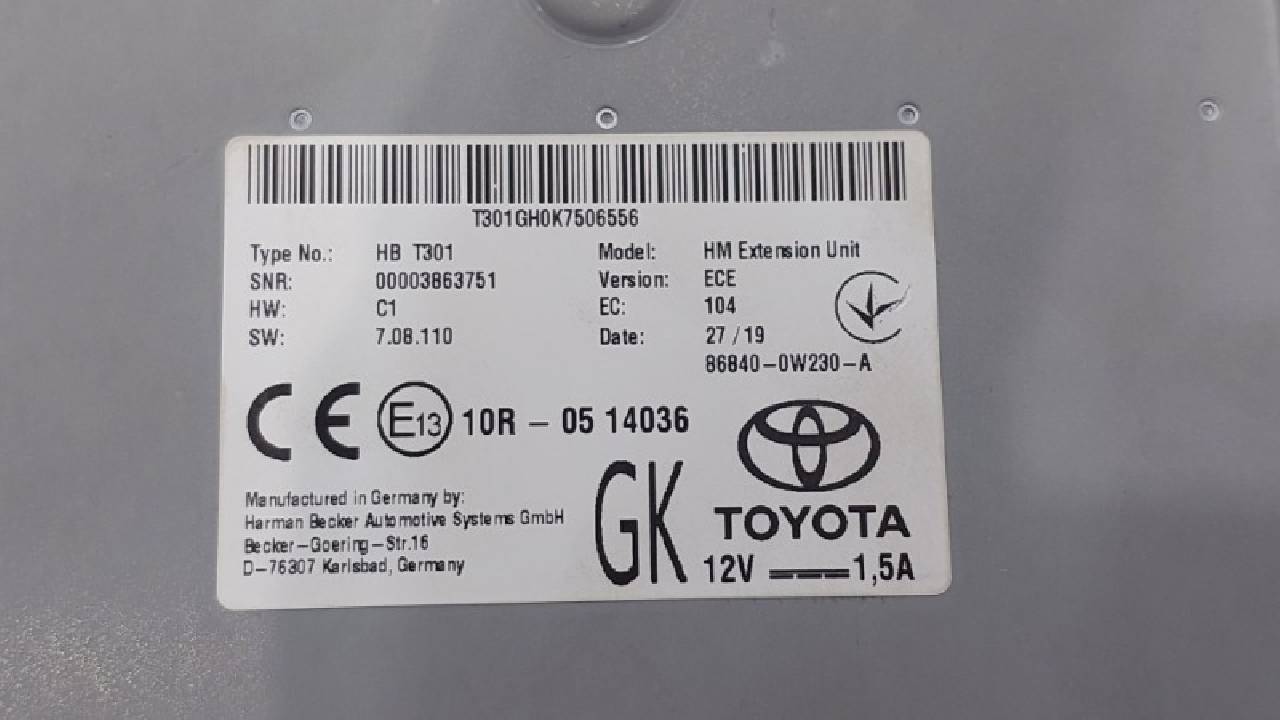 T301GH0K7506556
Type No.: HB T301 Model: HM Extension Unit
SNR: 00003863751 Version: ECE
HW: C1 EC: 104
SW: 7.08.110 Date: 27/19
86840-0W230-A
CE E13 10R - 05 14036
Manufactured in Germany by:
Harman Becker Automotive Systems GmbH
Becker-Goering-Str.16
D-76307 Karlsbad, Germany
GK
TOYOTA
12V 1,5A